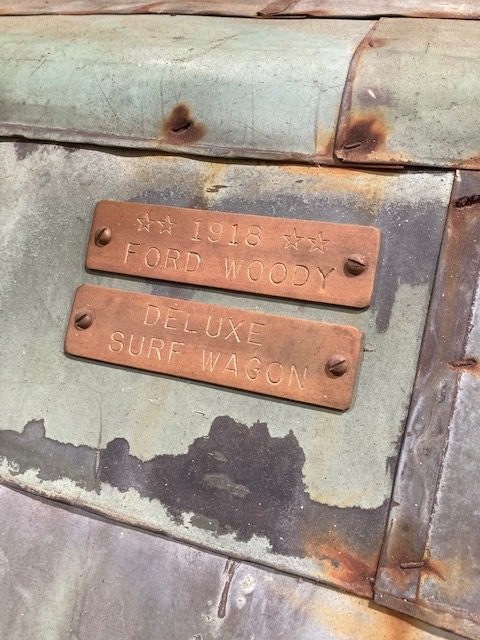 ☆☆ 1918 ☆☆
FORD WOODY
DELUXE
SURF WAGON